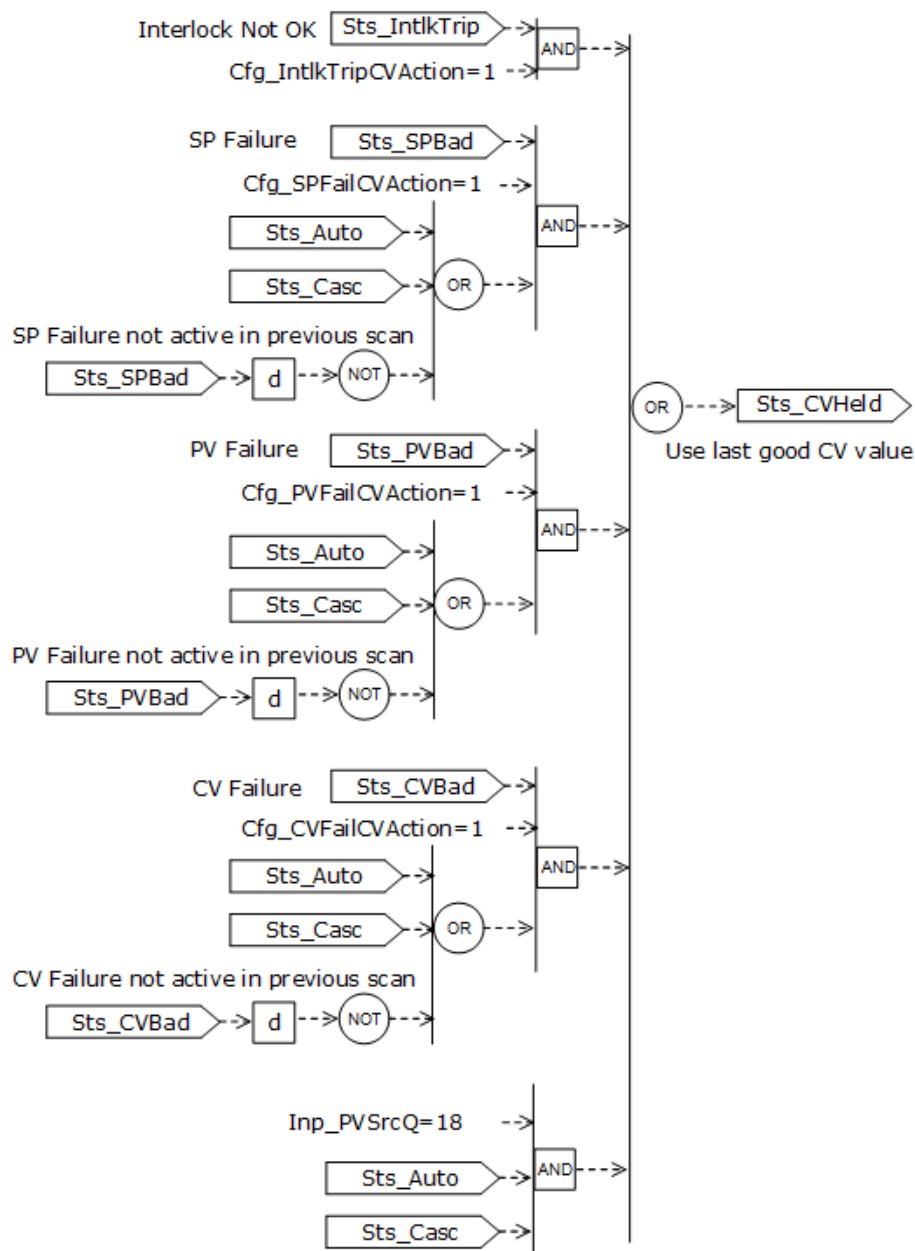 Interlock Not OK Sts_IntlkTrip
AND
Cfg_IntlkTripCVAction=1
SP Failure Sts_SPBad
Cfg_SPFailCVAction=1
AND
Sts_Auto
Sts_Casc OR
SP Failure not active in previous scan
Sts_SPBad d NOT
OR Sts_CVHeld
Use last good CV value
PV Failure Sts_PVBad
Cfg_PVFailCVAction=1
AND
Sts_Auto
Sts_Casc OR
PV Failure not active in previous scan
Sts_PVBad d NOT
CV Failure Sts_CVBad
Cfg_CVFailCVAction=1
AND
Sts_Auto
Sts_Casc OR
CV Failure not active in previous scan
Sts_CVBad d NOT
Inp_PVSrcQ=18
AND
Sts_Auto
Sts_Casc